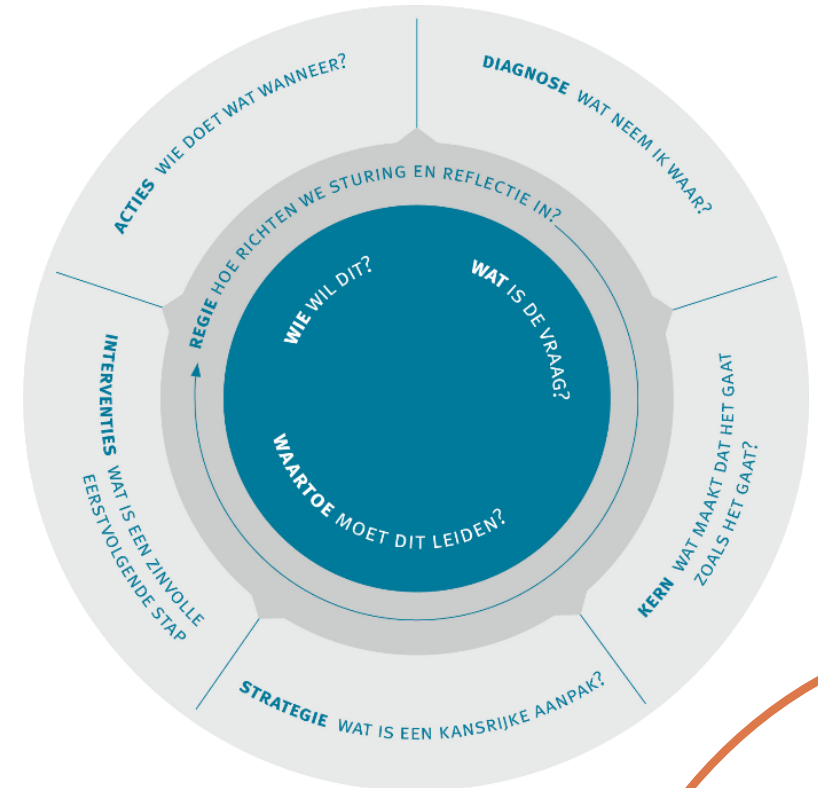 DIAGNOSE WAT NEEM IK WAAR?
KERN WAT MAAKT DAT HET GAAT
ZOALS HET GAAT?
STRATEGIE WAT IS EEN KANSRIJKE AANPAK?
INTERVENTIES WAT IS EEN ZINVOLLE
EERSTVOLGENDE STAP
ACTIES WIE DOET WAT WANNEER?
REGIE HOE RICHTEN WE STURING EN REFLECTIE IN?
WIE WIL DIT?
WAT IS DE VRAAG?
WAARTOE MOET DIT LEIDEN?